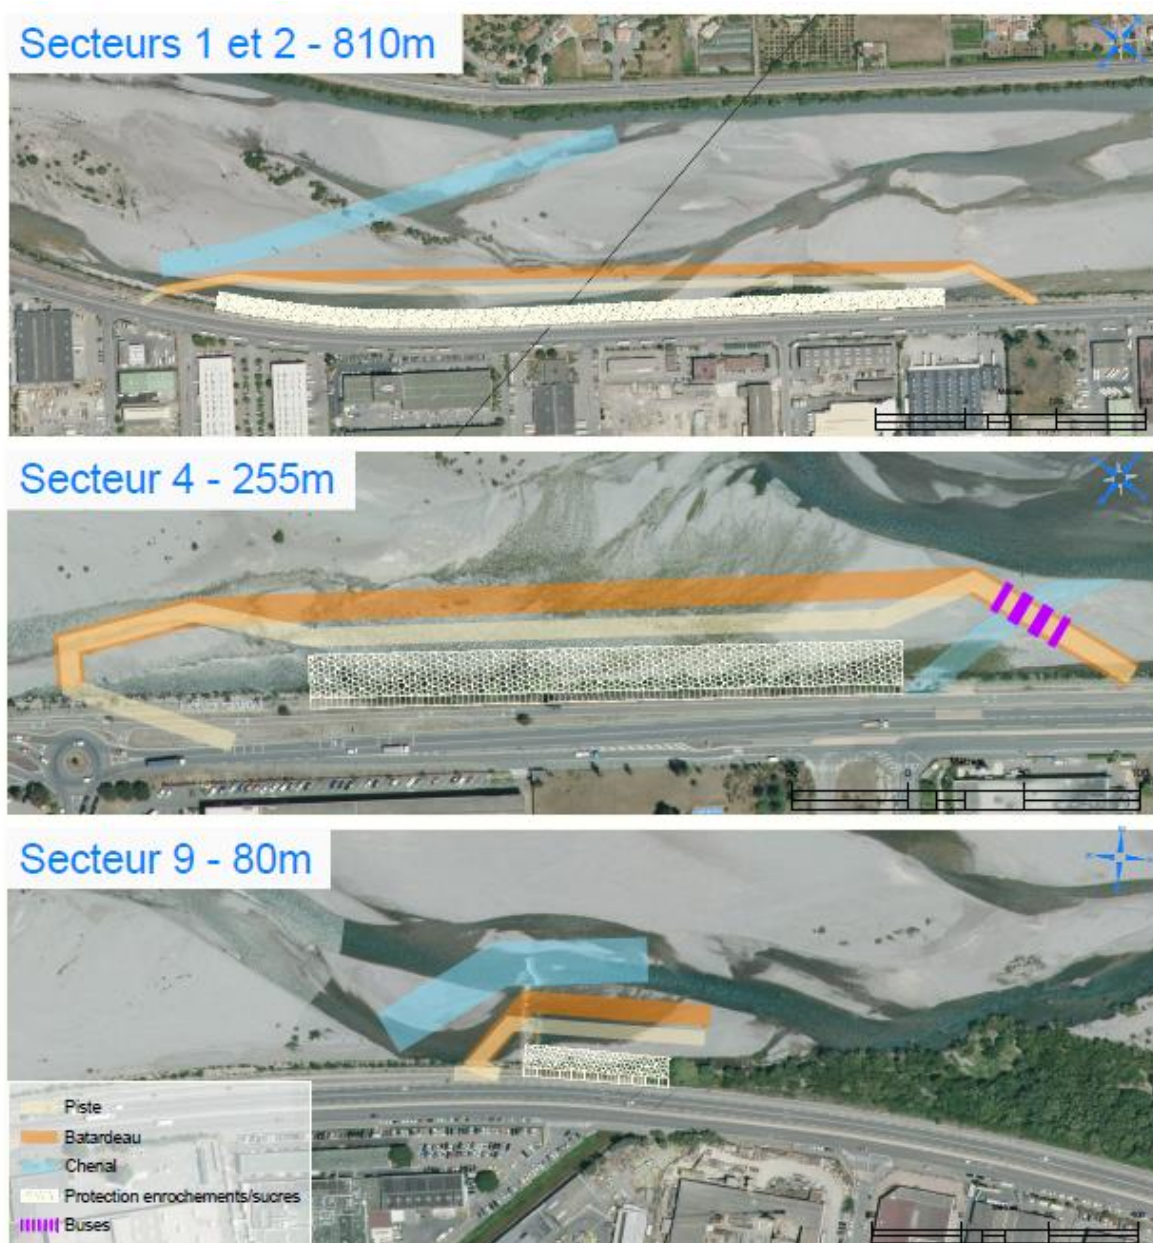 Secteurs 1 et 2 - 810m
Secteur 4 - 255m
Secteur 9 - 80m
Piste
Batardeau
Chenal
Protection enrochements/sucres
Buses